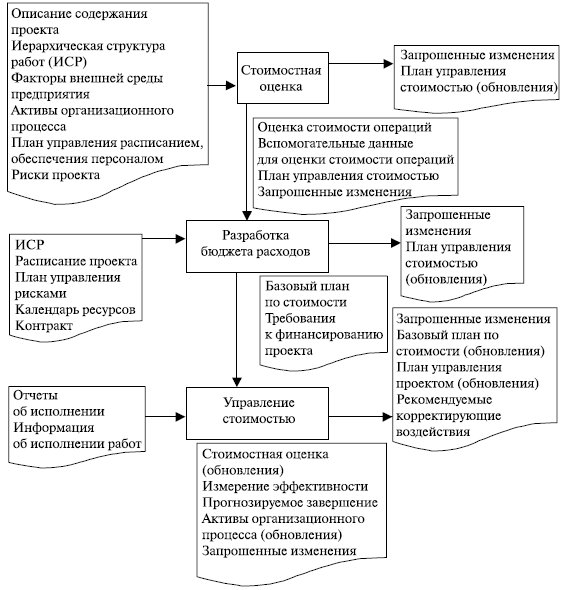 Описание содержания
проекта
Иерархическая структура
работ (ИСР)
Факторы внешней среды
предприятия
Активы организационного
процесса
План управления расписанием,
обеспечения персоналом
Риски проекта
Стоимостная
оценка
Запрошенные изменения
План управления
стоимостью (обновления)
Оценка стоимости операций
Вспомогательные данные
для оценки стоимости операций
План управления стоимостью
Запрошенные изменения
ИСР
Расписание проекта
План управления
рисками
Календарь ресурсов
Контракт
Разработка
бюджета расходов
Запрошенные
изменения
План управления
стоимостью
(обновления)
Базовый план
по стоимости
Требования
к финансированию
проекта
Отчеты
об исполнении
Информация
об исполнении работ
Управление
стоимостью
Запрошенные изменения
Базовый план по
стоимости (обновления)
План управления
проектом (обновления)
Рекомендуемые
корректирующие
воздействия
Стоимостная оценка
(обновления)
Измерение эффективности
Прогнозируемое завершение
Активы организационного
процесса (обновления)
Запрошенные изменения